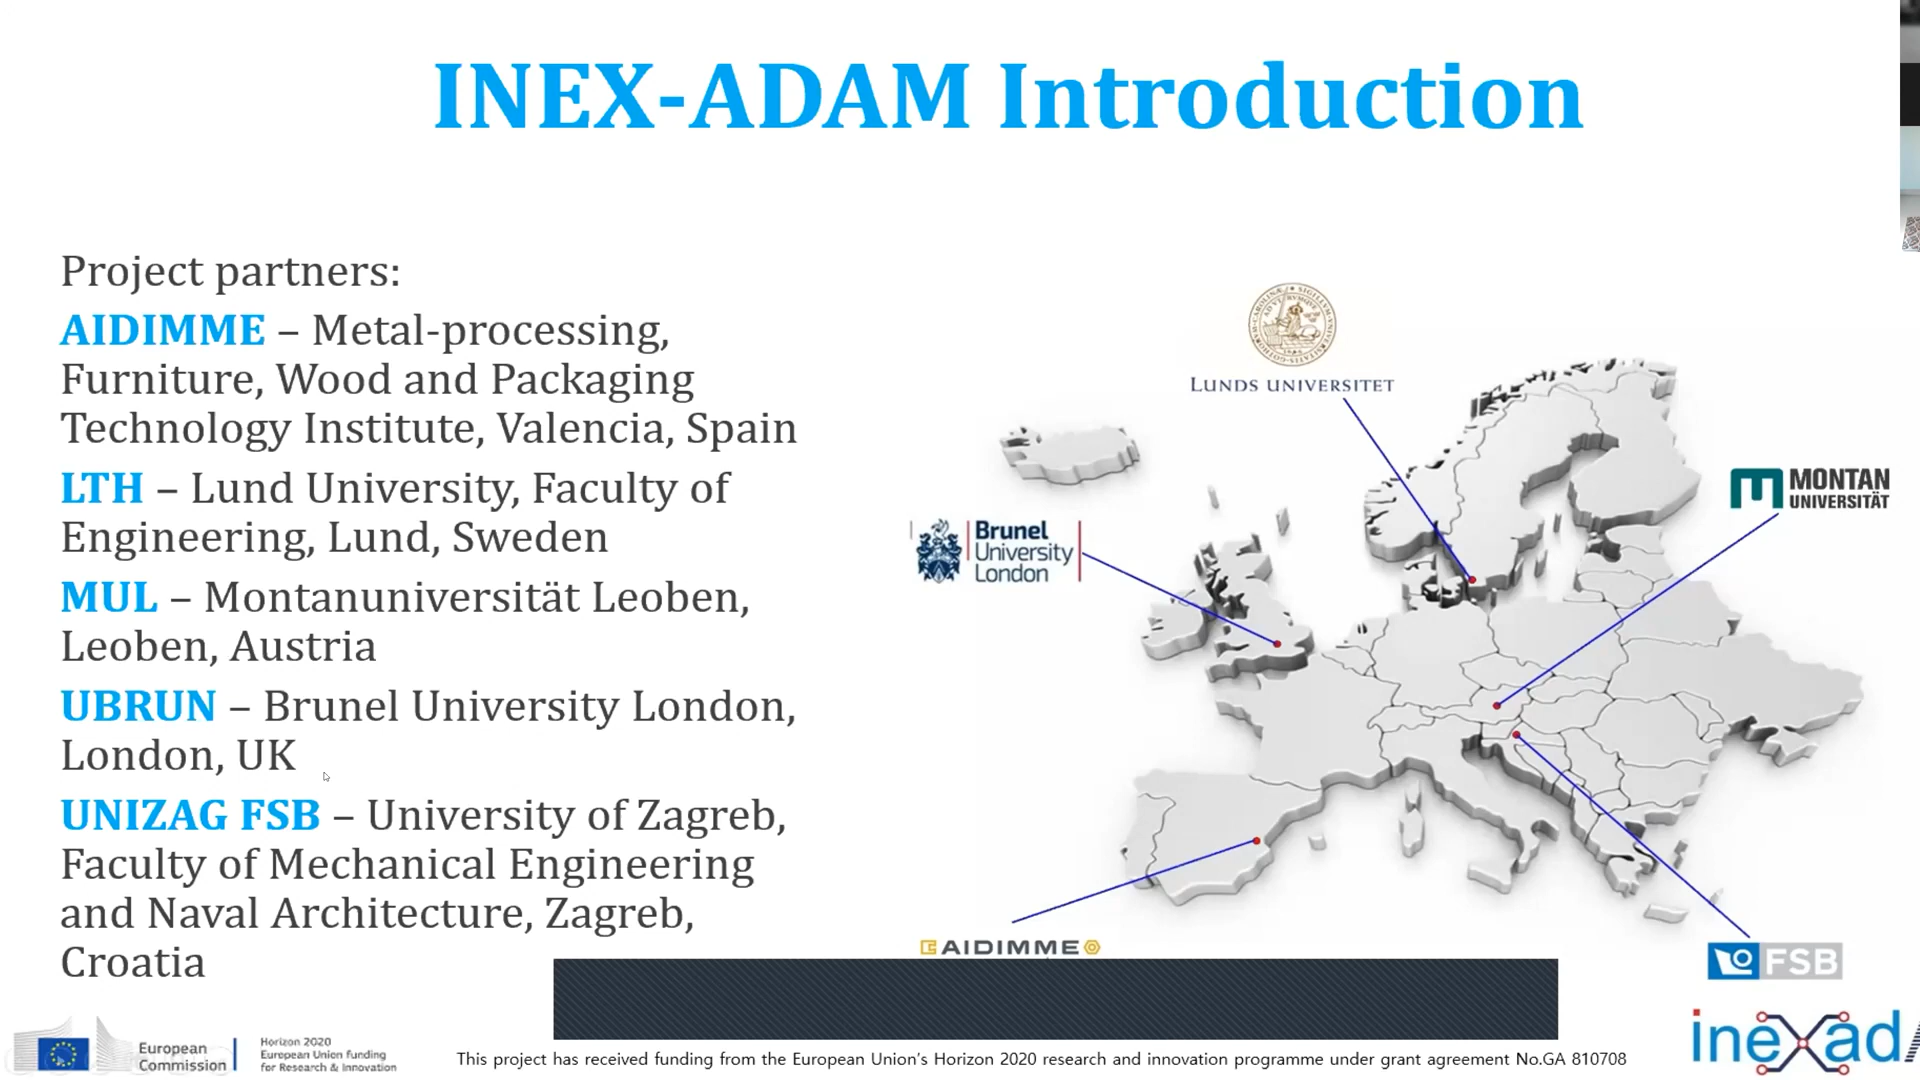 INEX-ADAM Introduction
Project partners:
AIDIMME – Metal-processing,
Furniture, Wood and Packaging
Technology Institute, Valencia, Spain
LTH – Lund University, Faculty of
Engineering, Lund, Sweden
MUL – Montanuniversität Leoben,
Leoben, Austria
UBRUN – Brunel University London,
London, UK
UNIZAG FSB – University of Zagreb,
Faculty of Mechanical Engineering
and Naval Architecture, Zagreb,
Croatia
LUNDS UNIVERSITET
MONTAN
UNIVERSITÄT
Brunel
University
London
AIDIMME
FSB
European
Commission
Horizon 2020
European Union funding
for Research & Innovation
This project has received funding from the European Union's Horizon 2020 research and innovation programme under grant agreement No.GA 810708
inexad